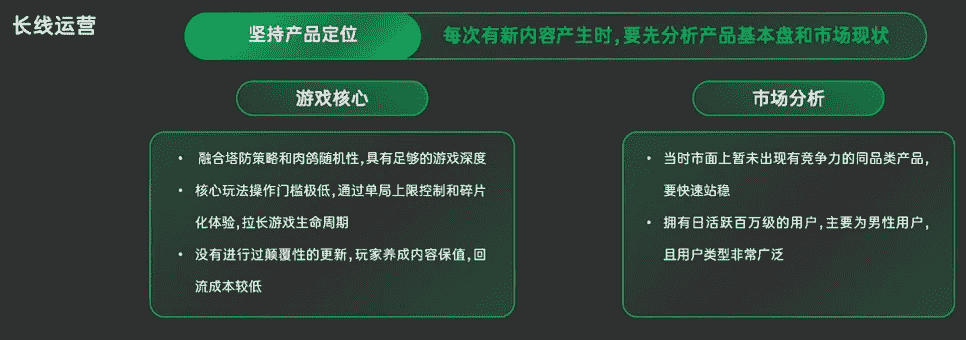 长线运营
坚持产品定位
每次有新内容产生时,要先分析产品基本盘和市场现状
游戏核心
• 融合塔防策略和肉鸽随机性,具有足够的游戏深度
• 核心玩法操作门槛极低,通过单局上限控制和碎片
化体验,拉长游戏生命周期
• 没有进行过颠覆性的更新,玩家养成内容保值,回
流成本较低
市场分析
• 当时市面上暂未出现有竞争力的同品类产品,
要快速站稳
• 拥有日活跃百万级的用户,主要为男性用户,
且用户类型非常广泛